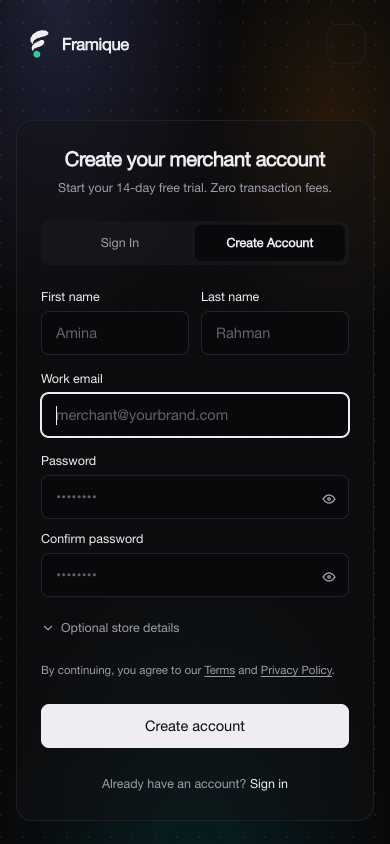 Framique
Create your merchant account
Start your 14-day free trial. Zero transaction fees.
Sign In
Create Account
First name
Last name
Amina
Rahman
Work email
merchant@yourbrand.com
Password
••••••••
Confirm password
••••••••
Optional store details
By continuing, you agree to our Terms and Privacy Policy.
Create account
Already have an account? Sign in